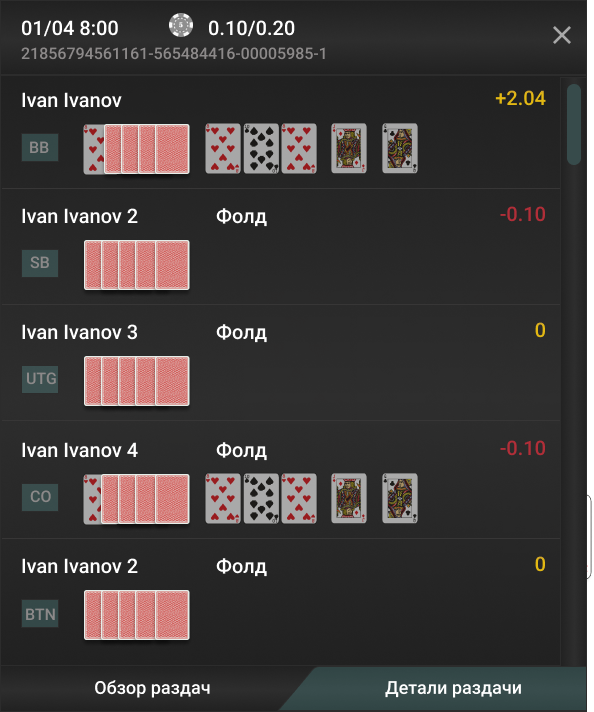 01/04 8:00 0.10/0.20
21856794561161-565484416-00005985-1
Ivan Ivanov +2.04
BB
Ivan Ivanov 2 Фолд -0.10
SB
Ivan Ivanov 3 Фолд 0
UTG
Ivan Ivanov 4 Фолд -0.10
CO
Ivan Ivanov 2 Фолд 0
BTN
Обзор раздач Детали раздачи